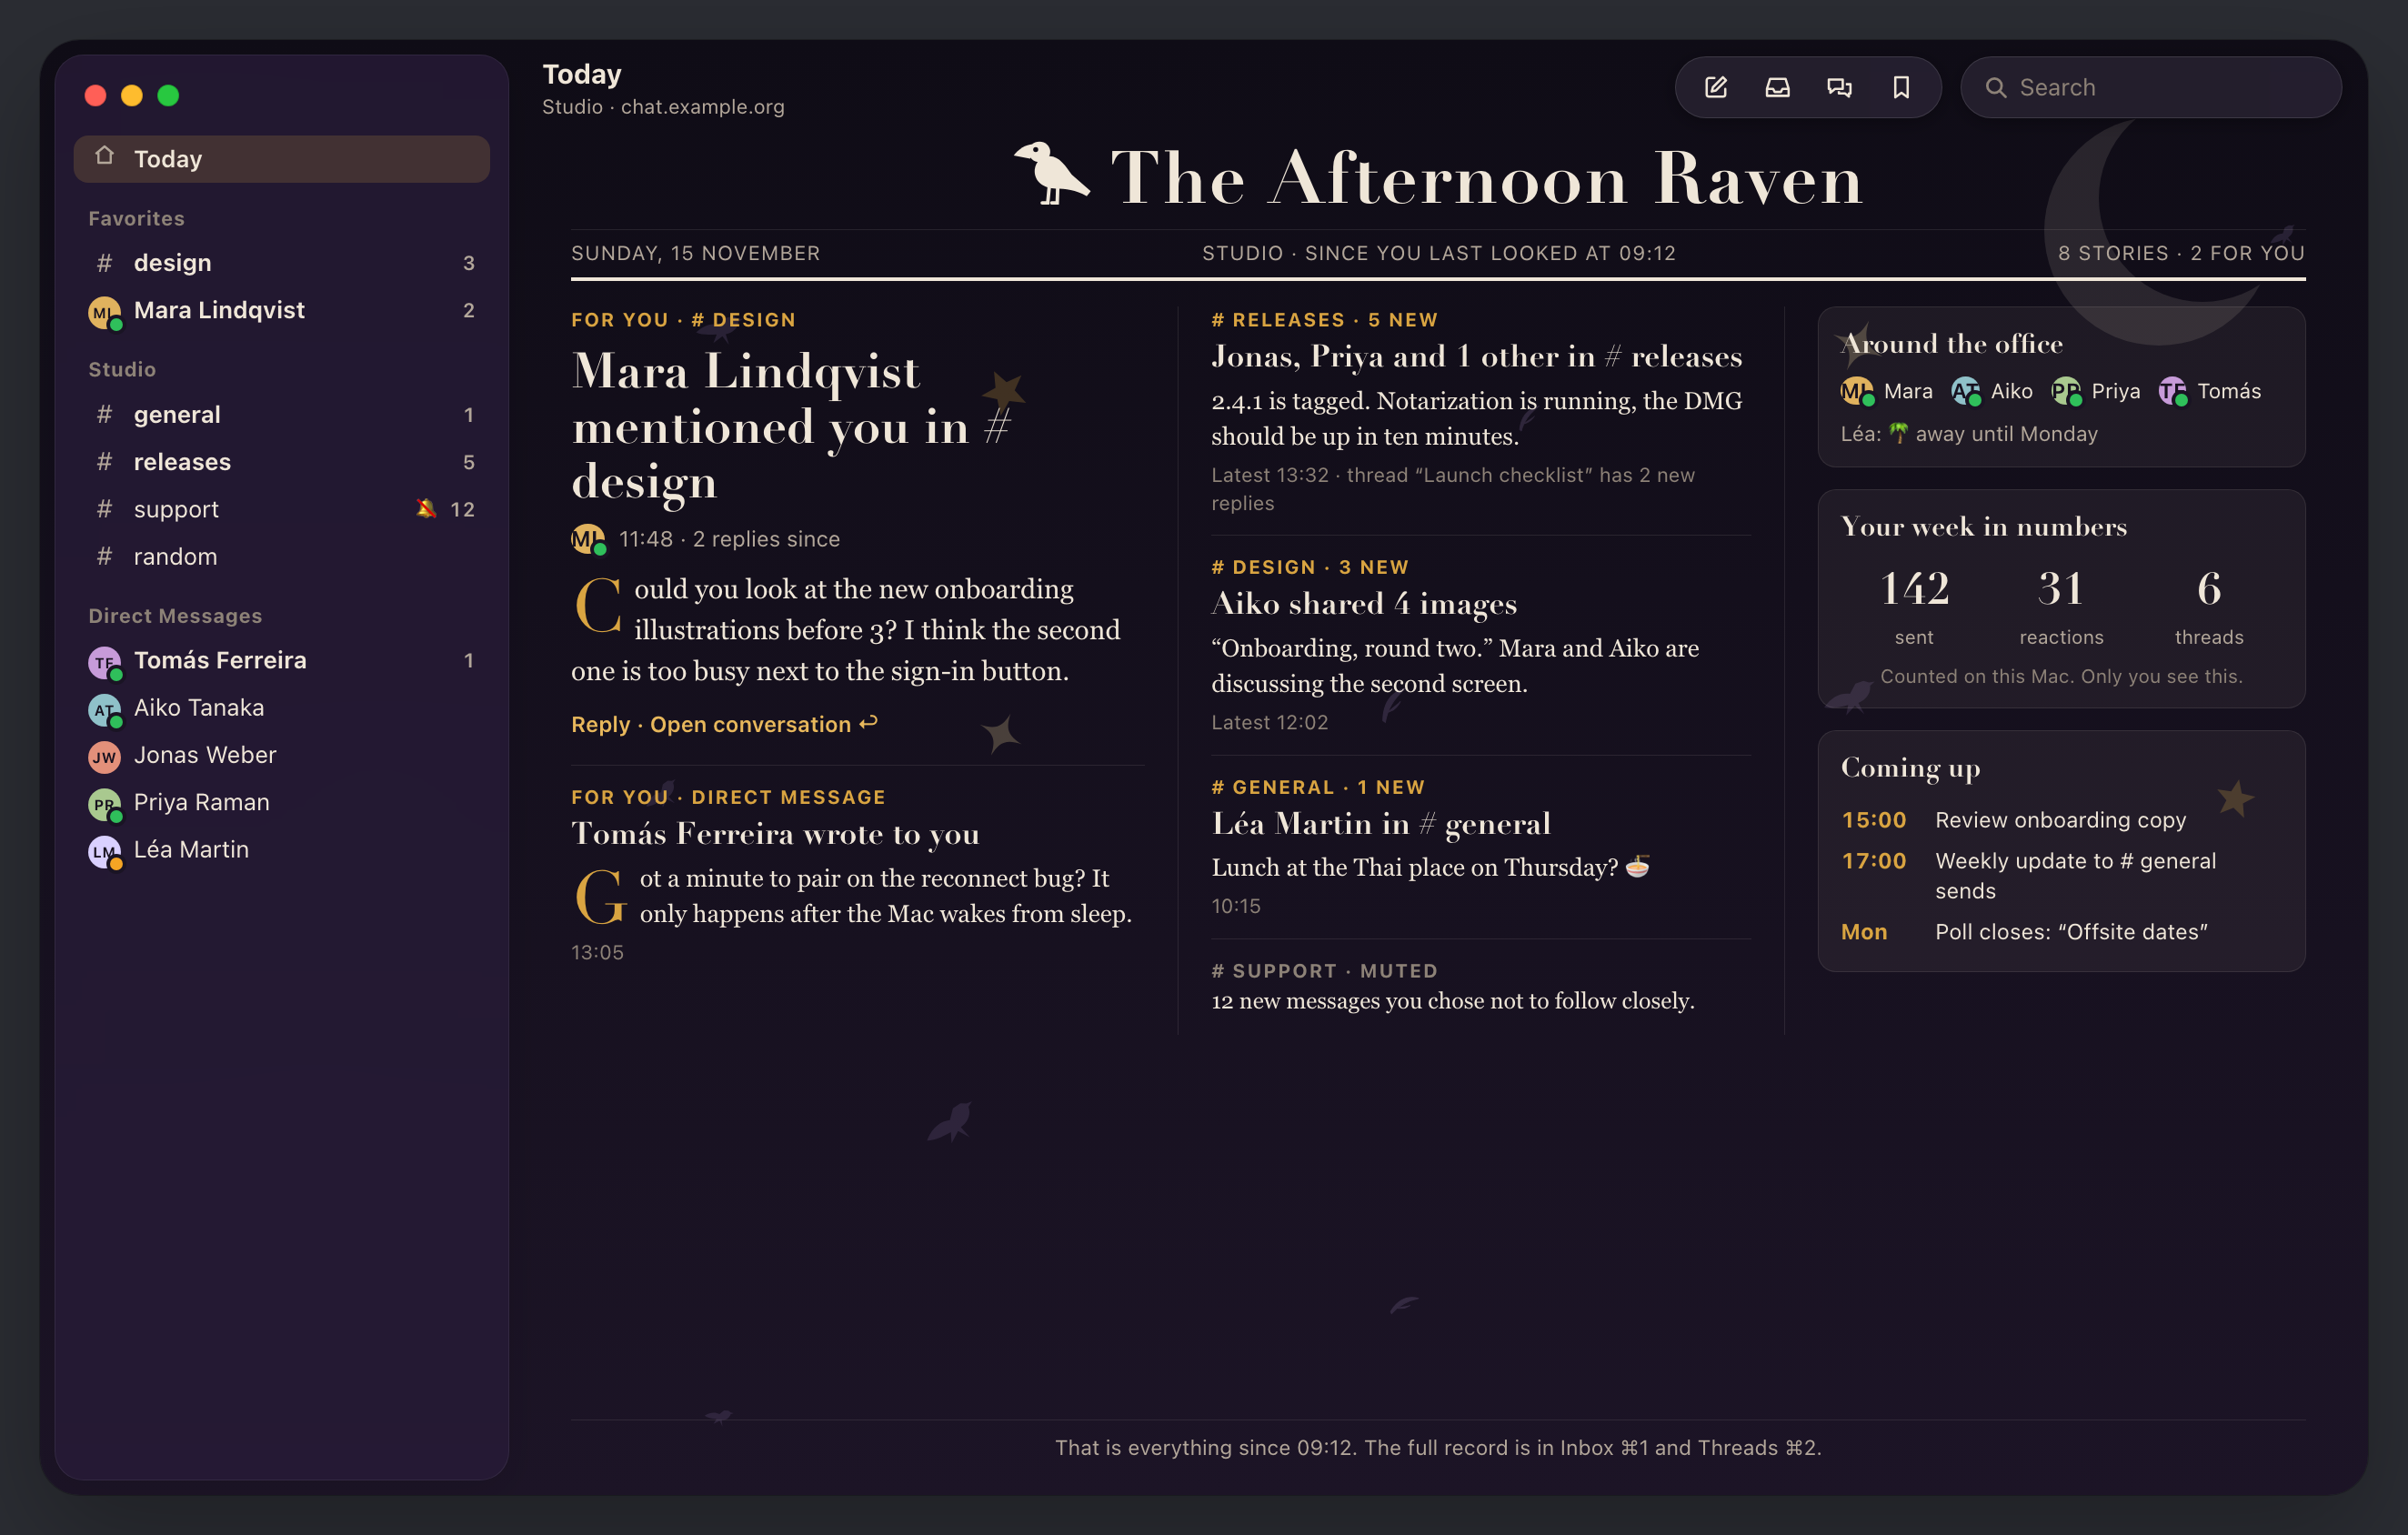 Today
Favorites
# design 3
ML Mara Lindqvist 2
Studio
# general 1
# releases 5
# support 🔕 12
# random
Direct Messages
TF Tomás Ferreira 1
AT Aiko Tanaka
JW Jonas Weber
PR Priya Raman
LM Léa Martin
Today
Studio · chat.example.org
Search
The Afternoon Raven
SUNDAY, 15 NOVEMBER
STUDIO · SINCE YOU LAST LOOKED AT 09:12
8 STORIES · 2 FOR YOU
FOR YOU · # DESIGN
Mara Lindqvist
mentioned you in #
design
ML 11:48 · 2 replies since
Could you look at the new onboarding
illustrations before 3? I think the second
one is too busy next to the sign-in button.
Reply · Open conversation ↩
FOR YOU · DIRECT MESSAGE
Tomás Ferreira wrote to you
Got a minute to pair on the reconnect bug? It
only happens after the Mac wakes from sleep.
13:05
# RELEASES · 5 NEW
Jonas, Priya and 1 other in # releases
2.4.1 is tagged. Notarization is running, the DMG
should be up in ten minutes.
Latest 13:32 · thread “Launch checklist” has 2 new
replies
# DESIGN · 3 NEW
Aiko shared 4 images
“Onboarding, round two.” Mara and Aiko are
discussing the second screen.
Latest 12:02
# GENERAL · 1 NEW
Léa Martin in # general
Lunch at the Thai place on Thursday? 🍜
10:15
# SUPPORT · MUTED
12 new messages you chose not to follow closely.
Around the office
ML Mara AT Aiko PR Priya TF Tomás
Léa: 🌴 away until Monday
Your week in numbers
142 31 6
sent reactions threads
Counted on this Mac. Only you see this.
Coming up
15:00 Review onboarding copy
17:00 Weekly update to # general
sends
Mon Poll closes: “Offsite dates”
That is everything since 09:12. The full record is in Inbox ⌘1 and Threads ⌘2.